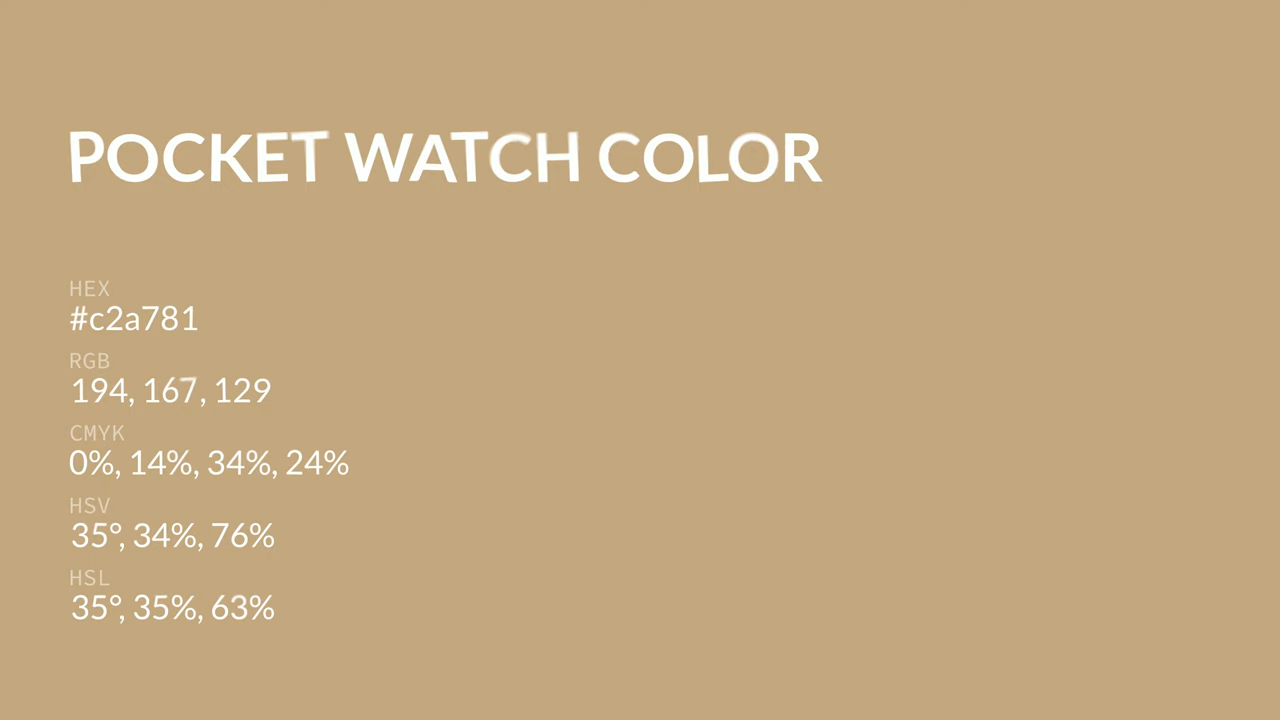 POCKET WATCH COLOR
HEX
#c2a781
RGB
194, 167, 129
CMYK
0%, 14%, 34%, 24%
HSV
35°, 34%, 76%
HSL
35°, 35%, 63%